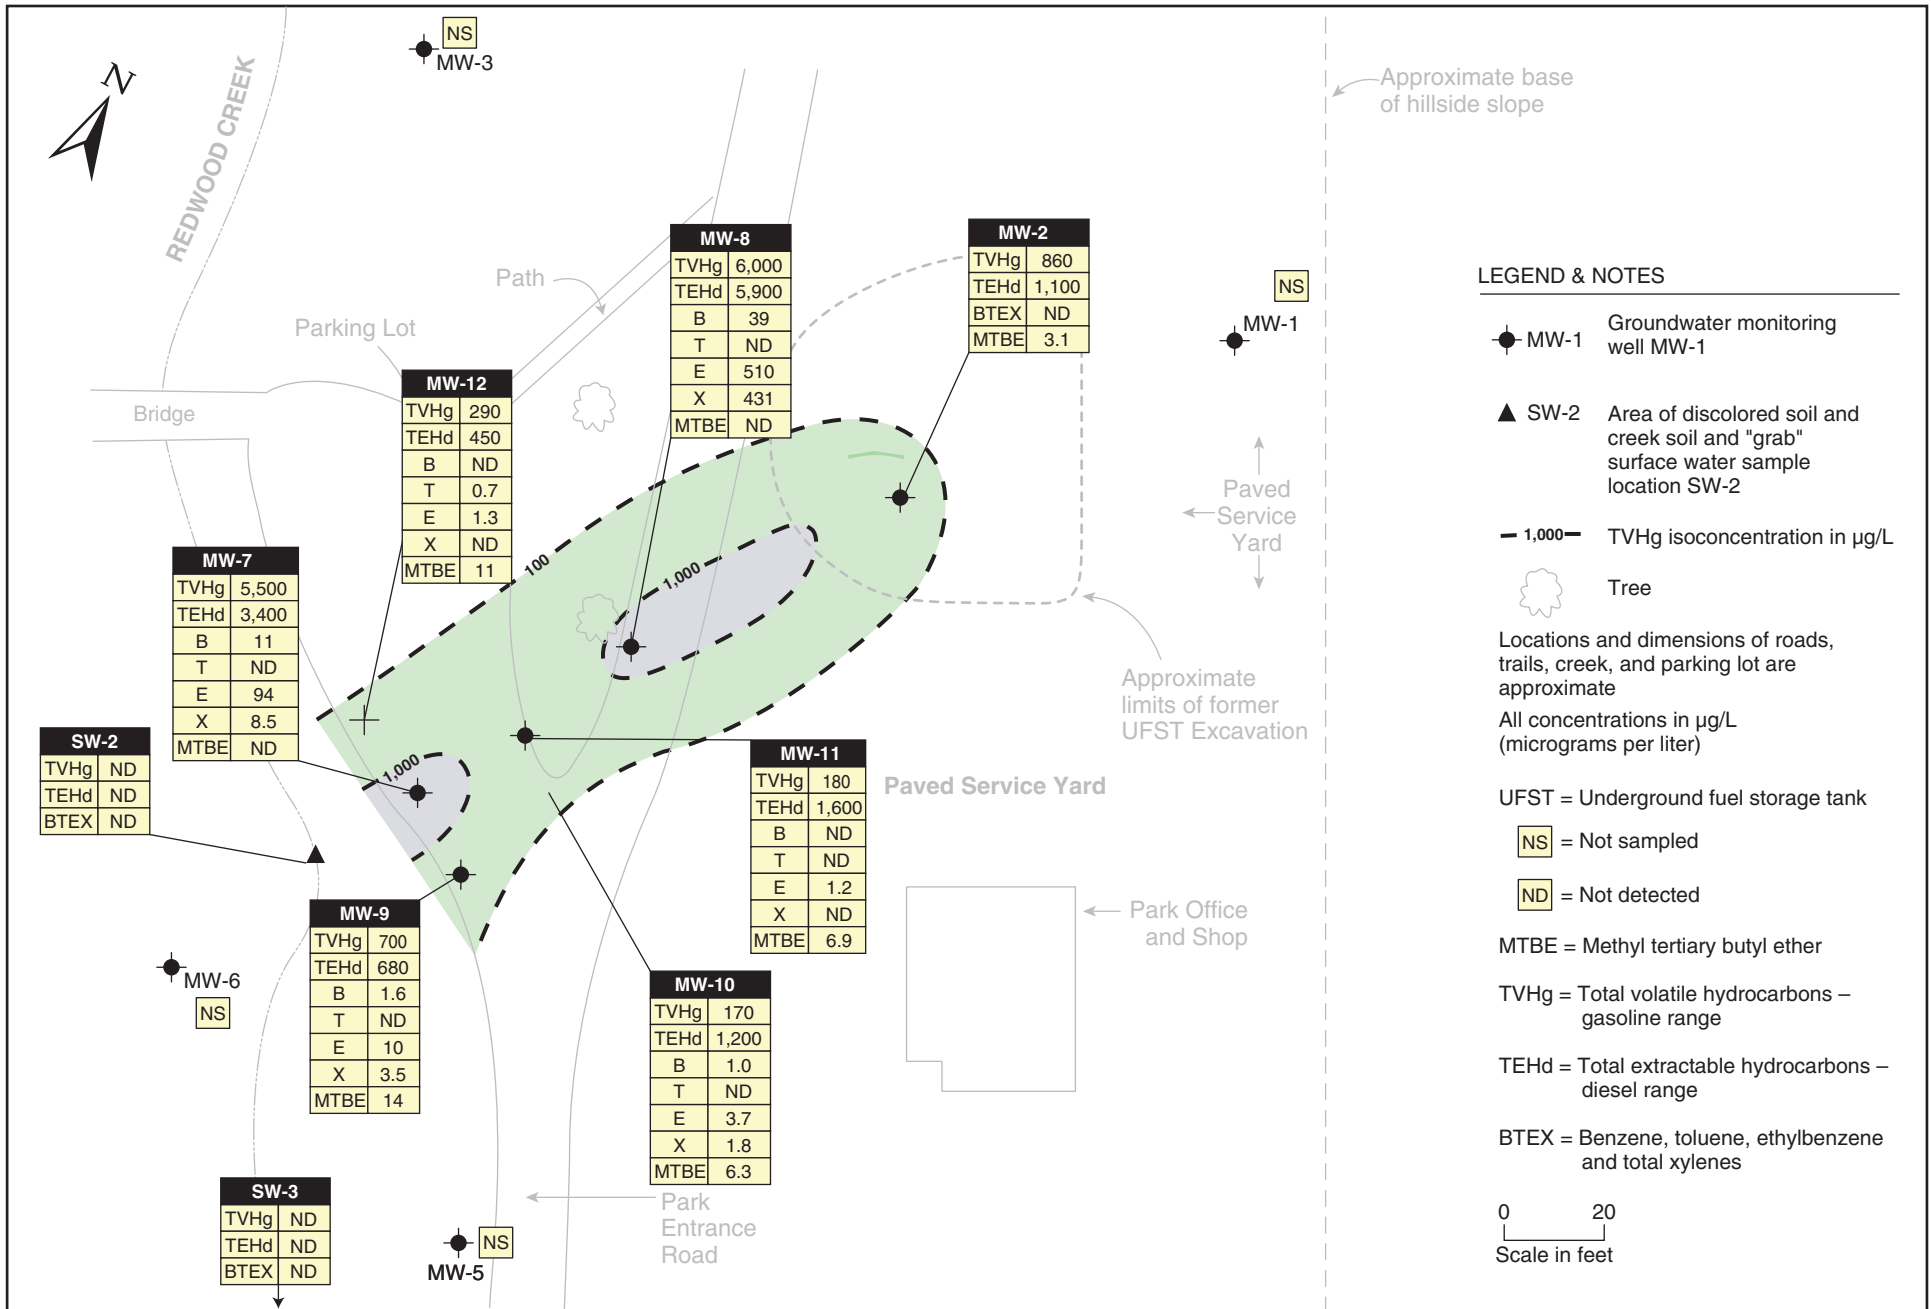 N
REDWOOD CREEK
NS
MW-3
Approximate base
of hillside slope
Path
Parking Lot
Bridge
MW-8
TVHg 6,000
TEHd 5,900
B 39
T ND
E 510
X 431
MTBE ND
MW-2
TVHg 860
TEHd 1,100
BTEX ND
MTBE 3.1
NS
MW-1
MW-12
TVHg 290
TEHd 450
B ND
T 0.7
E 1.3
X ND
MTBE 11
100
1,000
Paved
Service
Yard
MW-7
TVHg 5,500
TEHd 3,400
B 11
T ND
E 94
X 8.5
MTBE ND
1,000
Approximate
limits of former
UFST Excavation
SW-2
TVHg ND
TEHd ND
BTEX ND
MW-11
TVHg 180
TEHd 1,600
B ND
T ND
E 1.2
X ND
MTBE 6.9
Paved Service Yard
Park Office
and Shop
MW-9
TVHg 700
TEHd 680
B 1.6
T ND
E 10
X 3.5
MTBE 14
MW-6
NS
MW-10
TVHg 170
TEHd 1,200
B 1.0
T ND
E 3.7
X 1.8
MTBE 6.3
SW-3
TVHg ND
TEHd ND
BTEX ND
NS
MW-5
Park
Entrance
Road
LEGEND & NOTES
MW-1 Groundwater monitoring
well MW-1
SW-2 Area of discolored soil and
creek soil and "grab"
surface water sample
location SW-2
1,000 TVHg isoconcentration in µg/L
Tree
Locations and dimensions of roads,
trails, creek, and parking lot are
approximate
All concentrations in µg/L
(micrograms per liter)
UFST = Underground fuel storage tank
NS = Not sampled
ND = Not detected
MTBE = Methyl tertiary butyl ether
TVHg = Total volatile hydrocarbons –
gasoline range
TEHd = Total extractable hydrocarbons –
diesel range
BTEX = Benzene, toluene, ethylbenzene
and total xylenes
0 20
Scale in feet